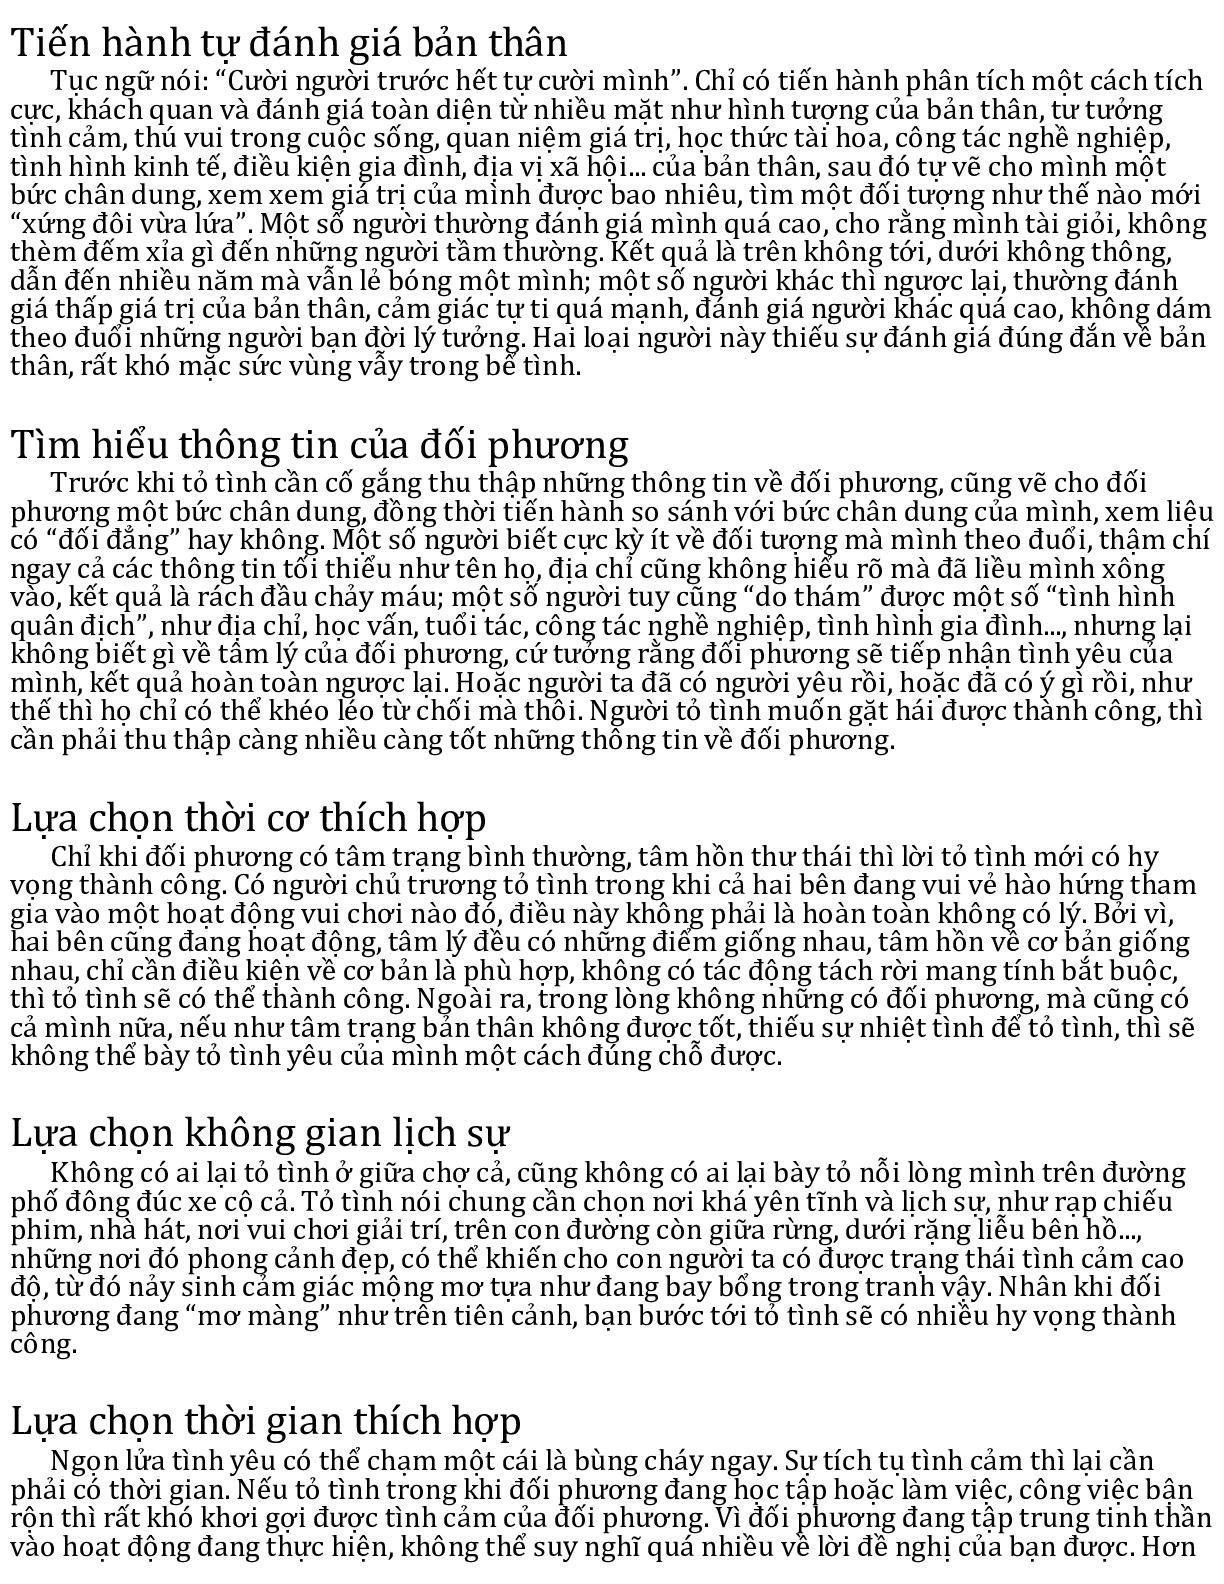 Tiến hành tự đánh giá bản thân
Tục ngữ nói: “Cười người trước hết tự cười mình”. Chỉ có tiến hành phân tích một cách tích
cực, khách quan và đánh giá toàn diện từ nhiều mặt như hình tượng của bản thân, tư tưởng
tình cảm, thú vui trong cuộc sống, quan niệm giá trị, học thức tài hoa, công tác nghề nghiệp,
tình hình kinh tế, điều kiện gia đình, địa vị xã hội... của bản thân, sau đó tự vẽ cho mình một
bức chân dung, xem xem giá trị của mình được bao nhiêu, tìm một đối tượng như thế nào mới
“xứng đôi vừa lứa”. Một số người thường đánh giá mình quá cao, cho rằng mình tài giỏi, không
thèm đếm xỉa gì đến những người tầm thường. Kết quả là trên không tới, dưới không thông,
dẫn đến nhiều năm mà vẫn lẻ bóng một mình; một số người khác thì ngược lại, thường đánh
giá thấp giá trị của bản thân, cảm giác tự ti quá mạnh, đánh giá người khác quá cao, không dám
theo đuổi những người bạn đời lý tưởng. Hai loại người này thiếu sự đánh giá đúng đắn về bản
thân, rất khó mặc sức vùng vẫy trong bể tình.
Tìm hiểu thông tin của đối phương
Trước khi tỏ tình cần cố gắng thu thập những thông tin về đối phương, cũng vẽ cho đối
phương một bức chân dung, đồng thời tiến hành so sánh với bức chân dung của mình, xem liệu
có “đối đẳng” hay không. Một số người biết cực kỳ ít về đối tượng mà mình theo đuổi, thậm chí
ngay cả các thông tin tối thiểu như tên họ, địa chỉ cũng không hiểu rõ mà đã liều mình xông
vào, kết quả là rách đầu chảy máu; một số người tuy cũng “do thám” được một số “tình hình
quân địch”, như địa chỉ, học vấn, tuổi tác, công tác nghề nghiệp, tình hình gia đình..., nhưng lại
không biết gì về tâm lý của đối phương, cứ tưởng rằng đối phương sẽ tiếp nhận tình yêu của
mình, kết quả hoàn toàn ngược lại. Hoặc người ta đã có người yêu rồi, hoặc đã có ý gì rồi, như
thế thì họ chỉ có thể khéo léo từ chối mà thôi. Người tỏ tình muốn gặt hái được thành công, thì
cần phải thu thập càng nhiều càng tốt những thông tin về đối phương.
Lựa chọn thời cơ thích hợp
Chỉ khi đối phương có tâm trạng bình thường, tâm hồn thư thái thì lời tỏ tình mới có hy
vọng thành công. Có người chủ trương tỏ tình trong khi cả hai bên đang vui vẻ hào hứng tham
gia vào một hoạt động vui chơi nào đó, điều này không phải là hoàn toàn không có lý. Bởi vì,
hai bên cũng đang hoạt động, tâm lý đều có những điểm giống nhau, tâm hồn về cơ bản giống
nhau, chỉ cần điều kiện về cơ bản là phù hợp, không có tác động tách rời mang tính bắt buộc,
thì tỏ tình sẽ có thể thành công. Ngoài ra, trong lòng không những có đối phương, mà cũng có
cả mình nữa, nếu như tâm trạng bản thân không được tốt, thiếu sự nhiệt tình để tỏ tình, thì sẽ
không thể bày tỏ tình yêu của mình một cách đúng chỗ được.
Lựa chọn không gian lịch sự
Không có ai lại tỏ tình ở giữa chợ cả, cũng không có ai lại bày tỏ nỗi lòng mình trên đường
phố đông đúc xe cộ cả. Tỏ tình nói chung cần chọn nơi khá yên tĩnh và lịch sự, như rạp chiếu
phim, nhà hát, nơi vui chơi giải trí, trên con đường còn giữa rừng, dưới rặng liễu bên hồ...,
những nơi đó phong cảnh đẹp, có thể khiến cho con người ta có được trạng thái tình cảm cao
độ, từ đó nảy sinh cảm giác mộng mơ tựa như đang bay bổng trong tranh vậy. Nhân khi đối
phương đang “mơ màng” như trên tiên cảnh, bạn bước tới tỏ tình sẽ có nhiều hy vọng thành
công.
Lựa chọn thời gian thích hợp
Ngọn lửa tình yêu có thể chạm một cái là bùng cháy ngay. Sự tích tụ tình cảm thì lại cần
phải có thời gian. Nếu tỏ tình trong khi đối phương đang học tập hoặc làm việc, công việc bận
rộn thì rất khó khơi gợi được tình cảm của đối phương. Vì đối phương đang tập trung tinh thần
vào hoạt động đang thực hiện, không thể suy nghĩ quá nhiều về lời đề nghị của bạn được. Hơn